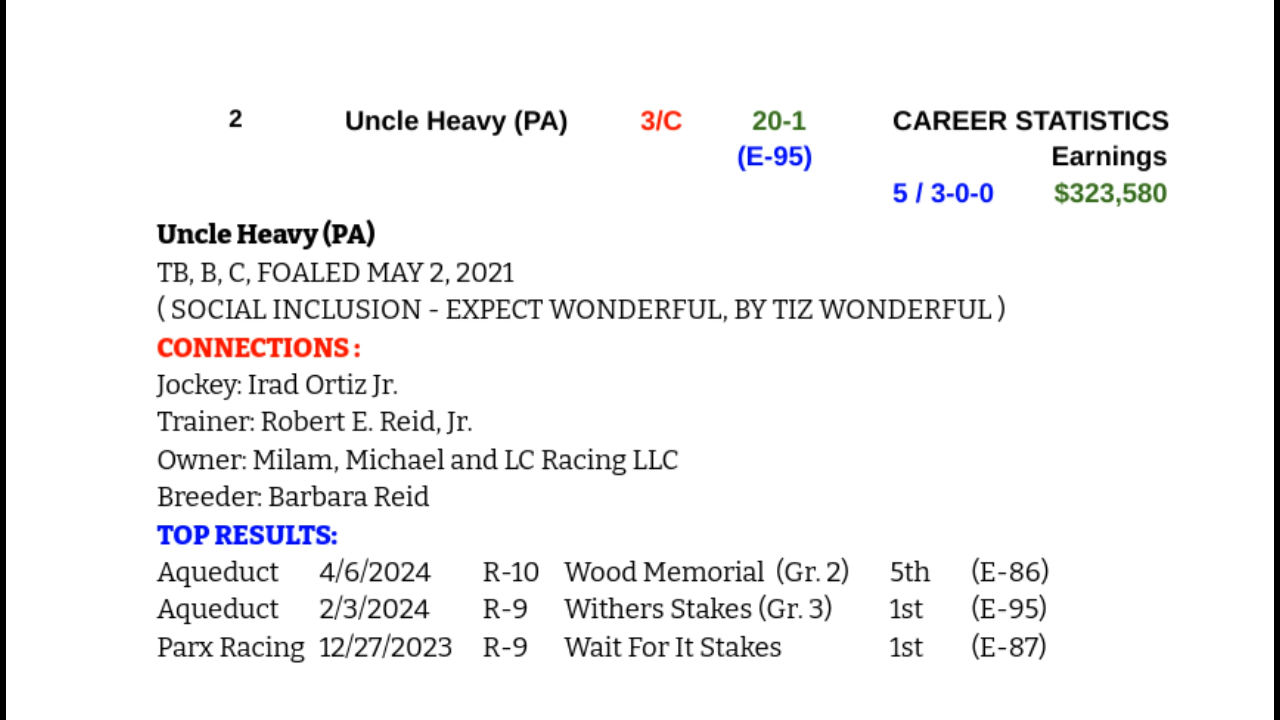 2 Uncle Heavy (PA) 3/C 20-1 CAREER STATISTICS
(E-95) Earnings
5 / 3-0-0 $323,580
Uncle Heavy (PA)
TB, B, C, FOALED MAY 2, 2021
( SOCIAL INCLUSION - EXPECT WONDERFUL, BY TIZ WONDERFUL )
CONNECTIONS :
Jockey: Irad Ortiz Jr.
Trainer: Robert E. Reid, Jr.
Owner: Milam, Michael and LC Racing LLC
Breeder: Barbara Reid
TOP RESULTS:
Aqueduct 4/6/2024 R-10 Wood Memorial (Gr. 2) 5th (E-86)
Aqueduct 2/3/2024 R-9 Withers Stakes (Gr. 3) 1st (E-95)
Parx Racing 12/27/2023 R-9 Wait For It Stakes 1st (E-87)